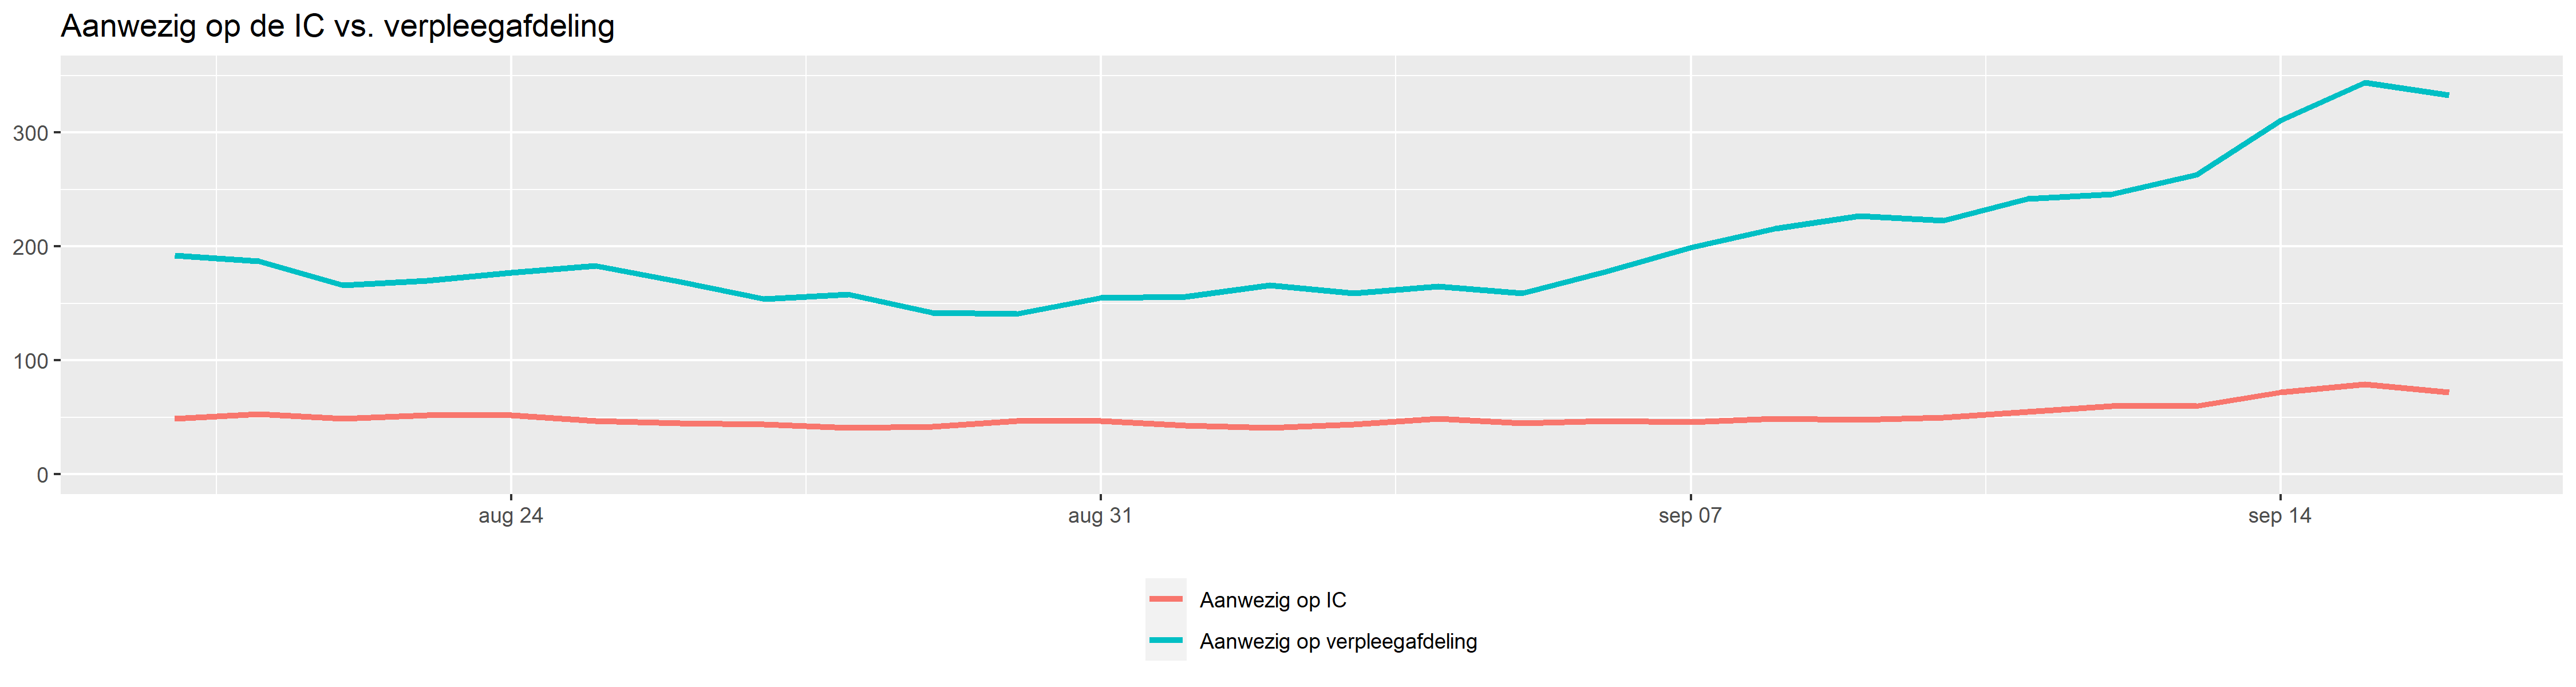 Aanwezig op de IC vs. verpleegafdeling
300
200
100
0
aug 24 aug 31 sep 07 sep 14
Aanwezig op IC
Aanwezig op verpleegafdeling